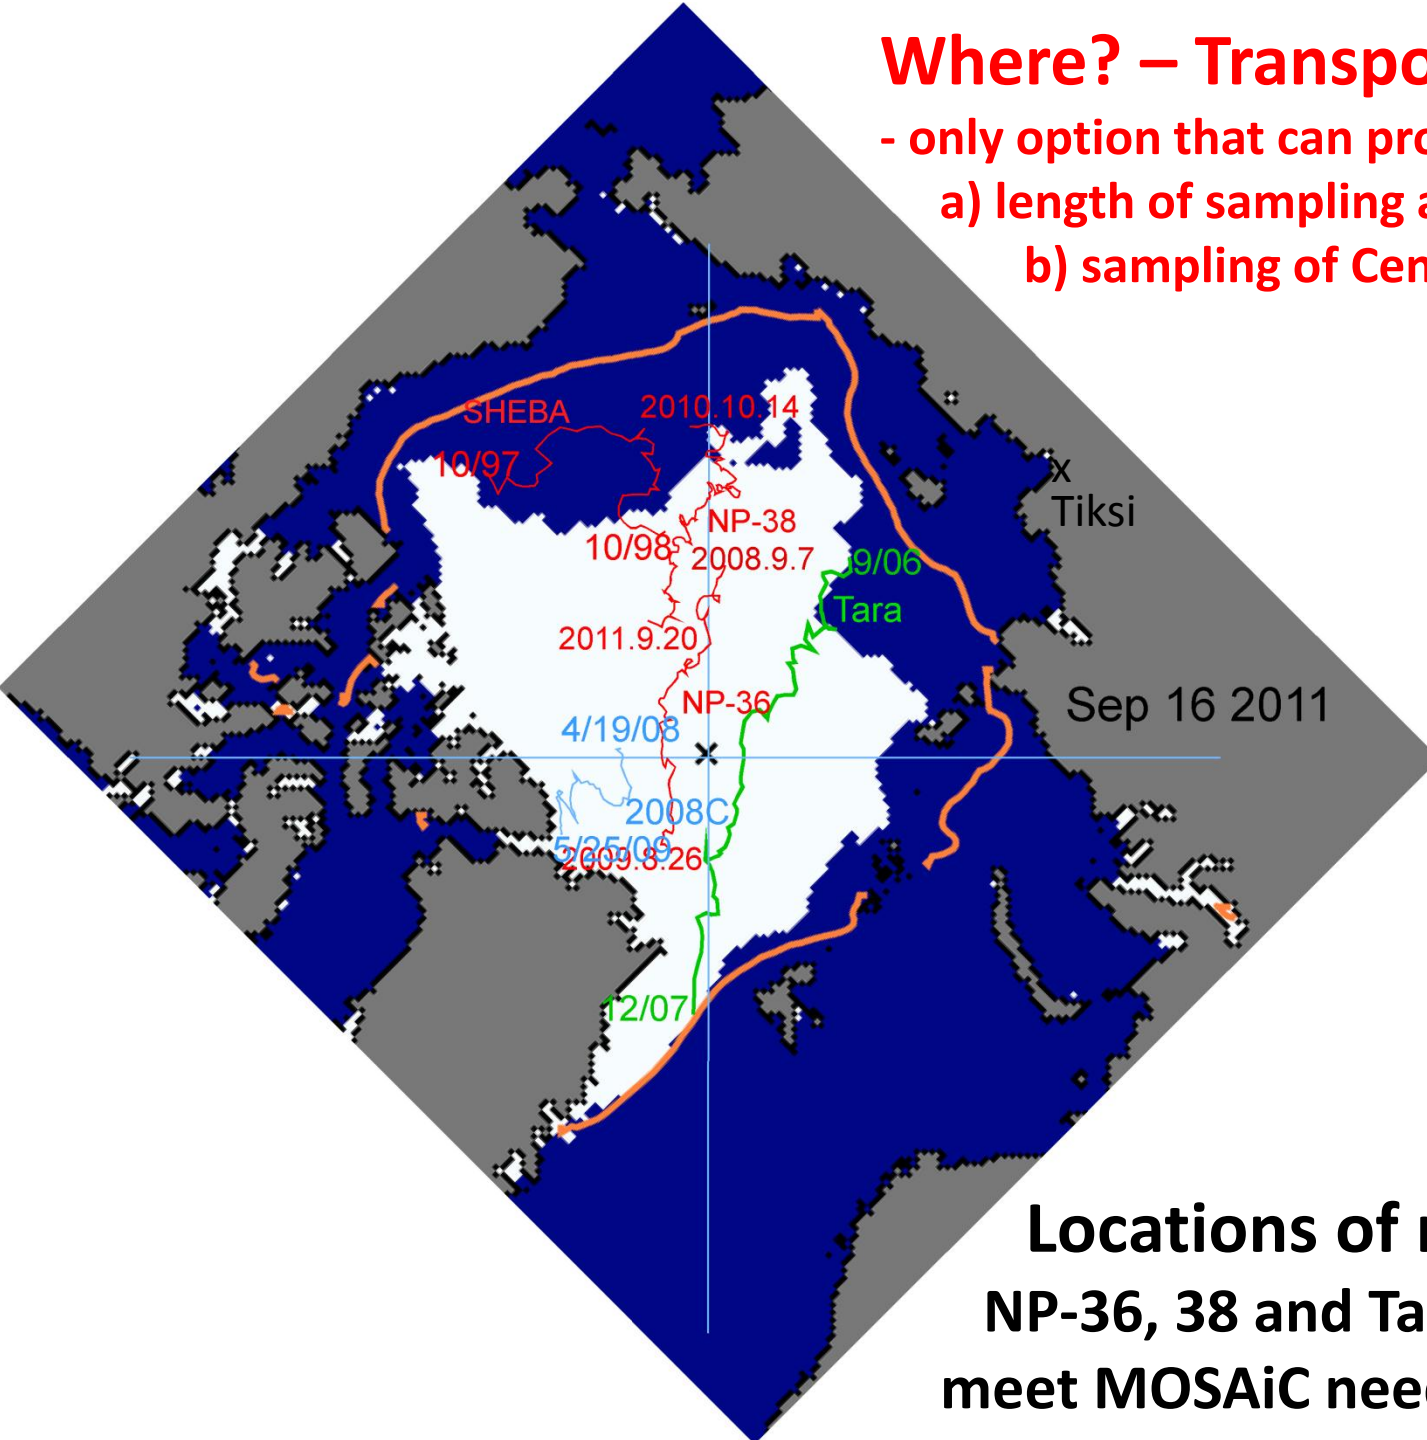 Where? – Transpo
- only option that can pro
a) length of sampling a
b) sampling of Cen
SHEBA
2010.10.14
10/97
x
Tiksi
NP-38
10/98
2008.9.7
9/06
Tara
2011.9.20
NP-36
Sep 16 2011
4/19/08
2008C
5/25/09
2009.8.26
12/07
Locations of
NP-36, 38 and Ta
meet MOSAiC nee